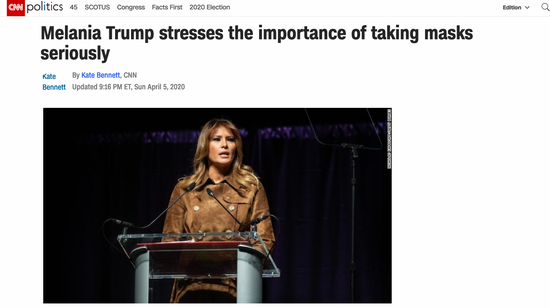 CNN politics 45 SCOTUS Congress Facts First 2020 Election Edition
Melania Trump stresses the importance of taking masks
seriously
Kate
Bennett
By Kate Bennett, CNN
Updated 9:16 PM ET, Sun April 5, 2020